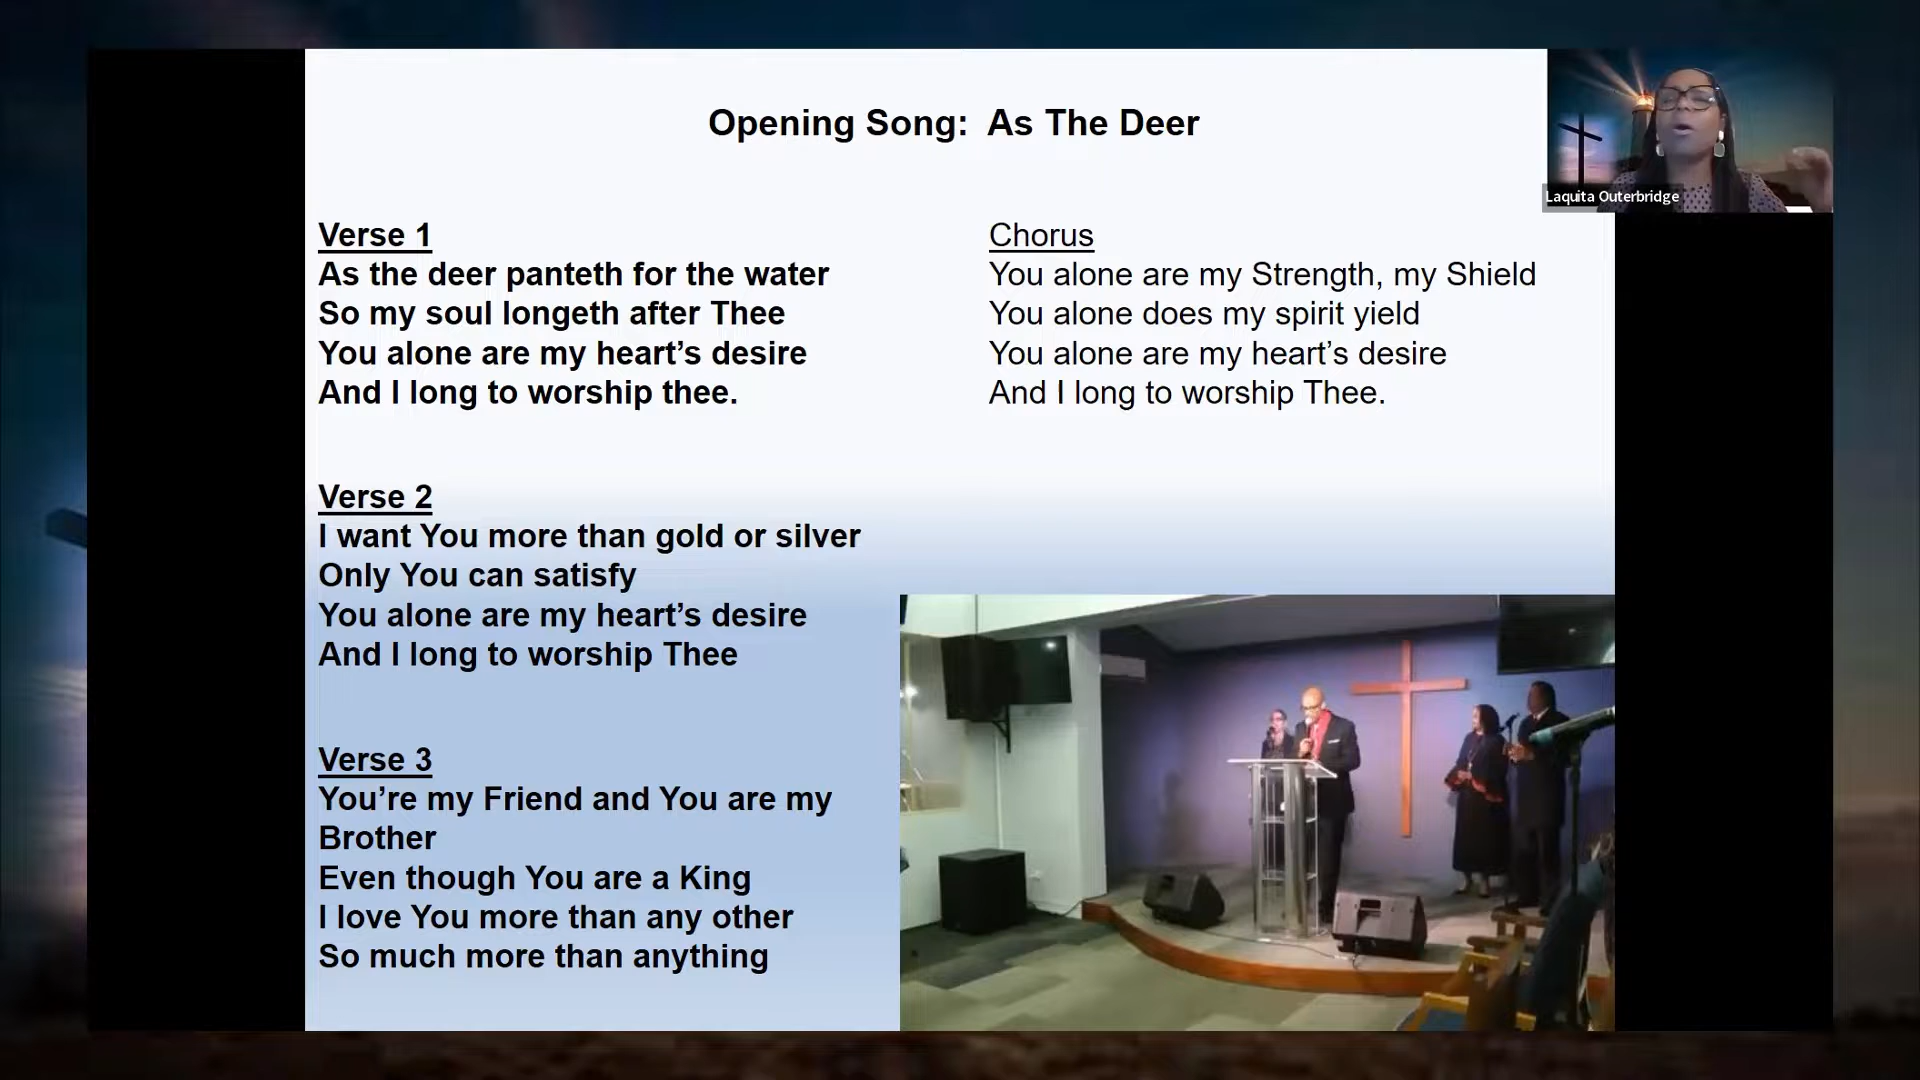 Opening Song:  As The Deer
Laquita Outerbridge
Verse 1
As the deer panteth for the water
So my soul longeth after Thee
You alone are my heart’s desire
And I long to worship thee.
Chorus
You alone are my Strength, my Shield
You alone does my spirit yield
You alone are my heart’s desire
And I long to worship Thee.
Verse 2
I want You more than gold or silver
Only You can satisfy
You alone are my heart’s desire
And I long to worship Thee
Verse 3
You’re my Friend and You are my
Brother
Even though You are a King
I love You more than any other
So much more than anything